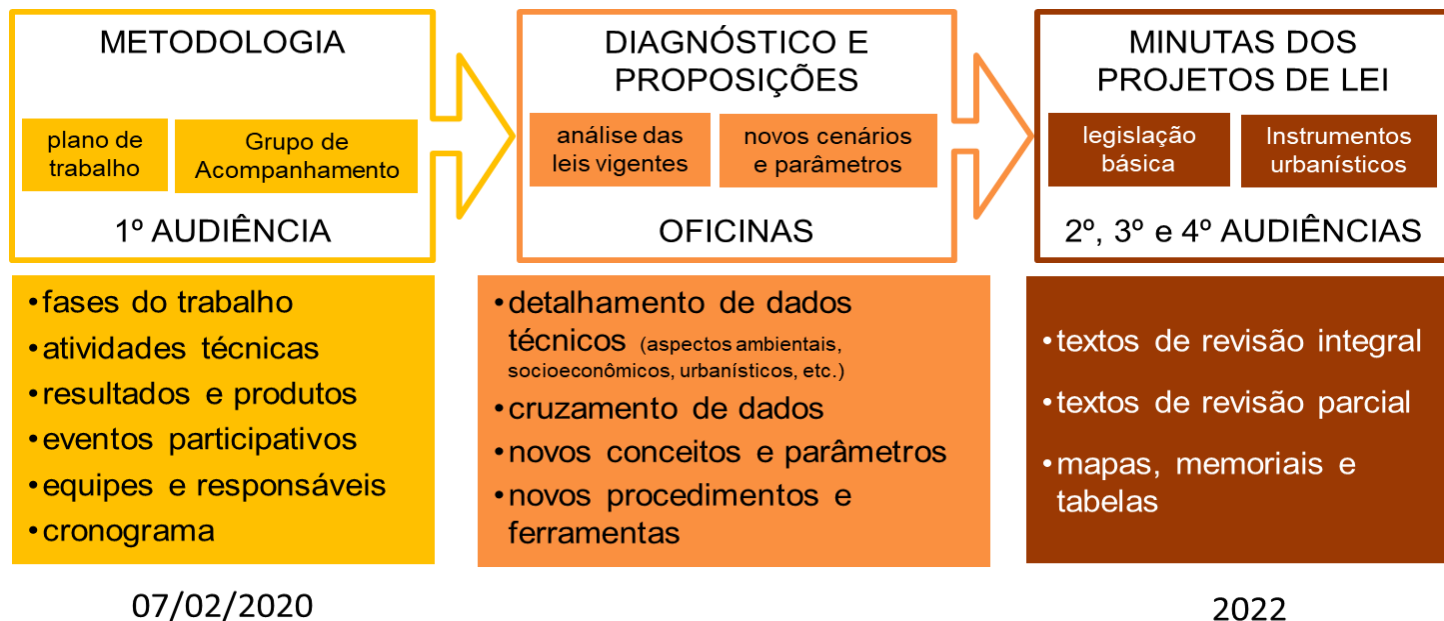 METODOLOGIA
plano de
trabalho
Grupo de
Acompanhamento
1º AUDIÊNCIA
•fases do trabalho
•atividades técnicas
•resultados e produtos
•eventos participativos
•equipes e responsáveis
•cronograma
07/02/2020
DIAGNÓSTICO E
PROPOSIÇÕES
análise das
leis vigentes
novos cenários
e parâmetros
OFICINAS
•detalhamento de dados
técnicos (aspectos ambientais,
socioeconômicos, urbanísticos, etc.)
•cruzamento de dados
•novos conceitos e parâmetros
•novos procedimentos e
ferramentas
MINUTAS DOS
PROJETOS DE LEI
legislação
básica
Instrumentos
urbanísticos
2º, 3º e 4º AUDIÊNCIAS
•textos de revisão integral
•textos de revisão parcial
•mapas, memoriais e
tabelas
2022